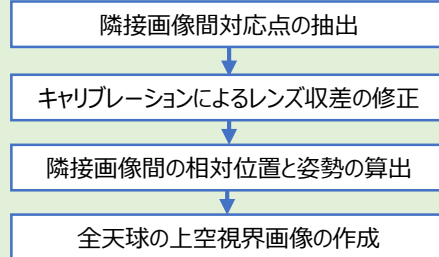 隣接画像間対応点の抽出
キャリブレーションによるレンズ収差の修正
隣接画像間の相対位置と姿勢の算出
全天球の上空視界画像の作成